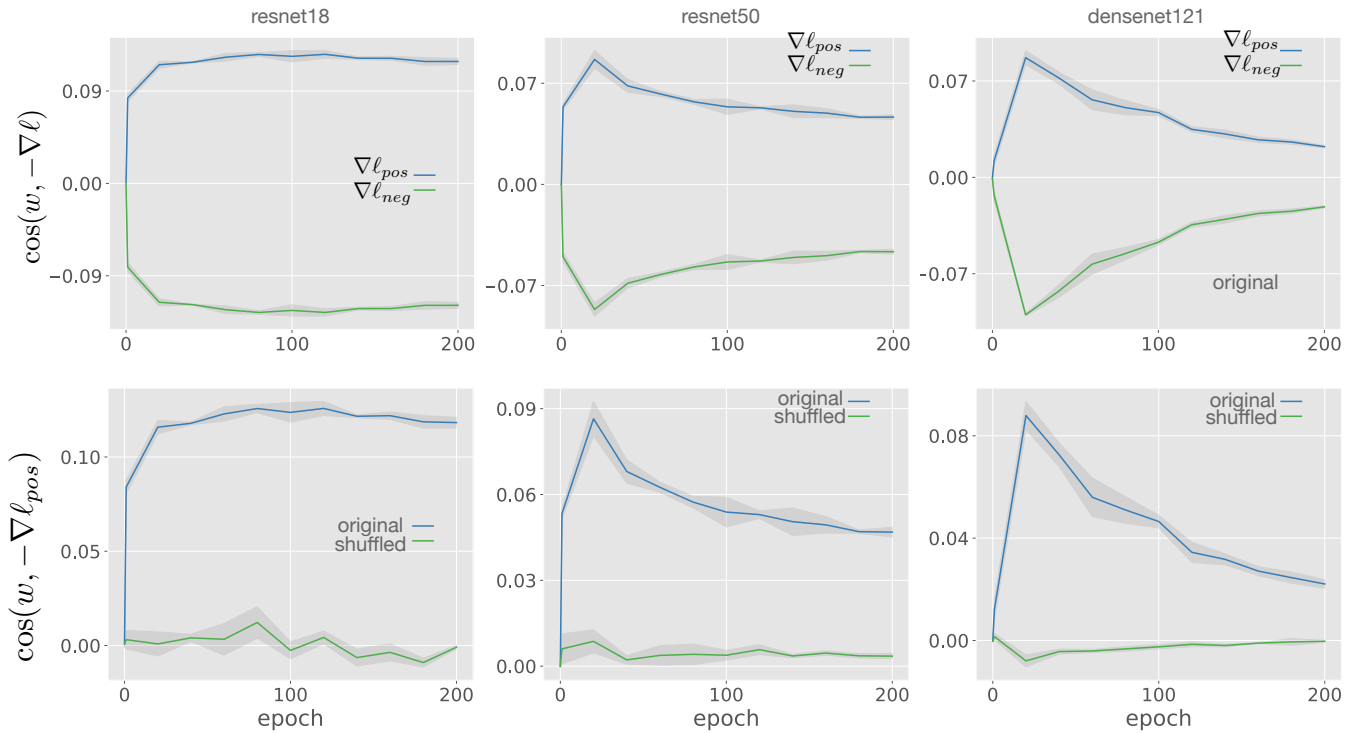 resnet18
resnet50
densenet121
cos(w, −∇ℓ)
0.09
0.00
−0.09
0
100
200
∇ℓpos
∇ℓneg
0.07
0.00
−0.07
0
100
200
∇ℓpos
∇ℓneg
0.07
0.00
−0.07
0
100
200
∇ℓpos
∇ℓneg
original
cos(w, −∇ℓpos)
0.10
0.05
0.00
0
100
200
original
shuffled
epoch
0.09
0.06
0.03
0.00
0
100
200
original
shuffled
epoch
0.08
0.04
0.00
0
100
200
original
shuffled
epoch